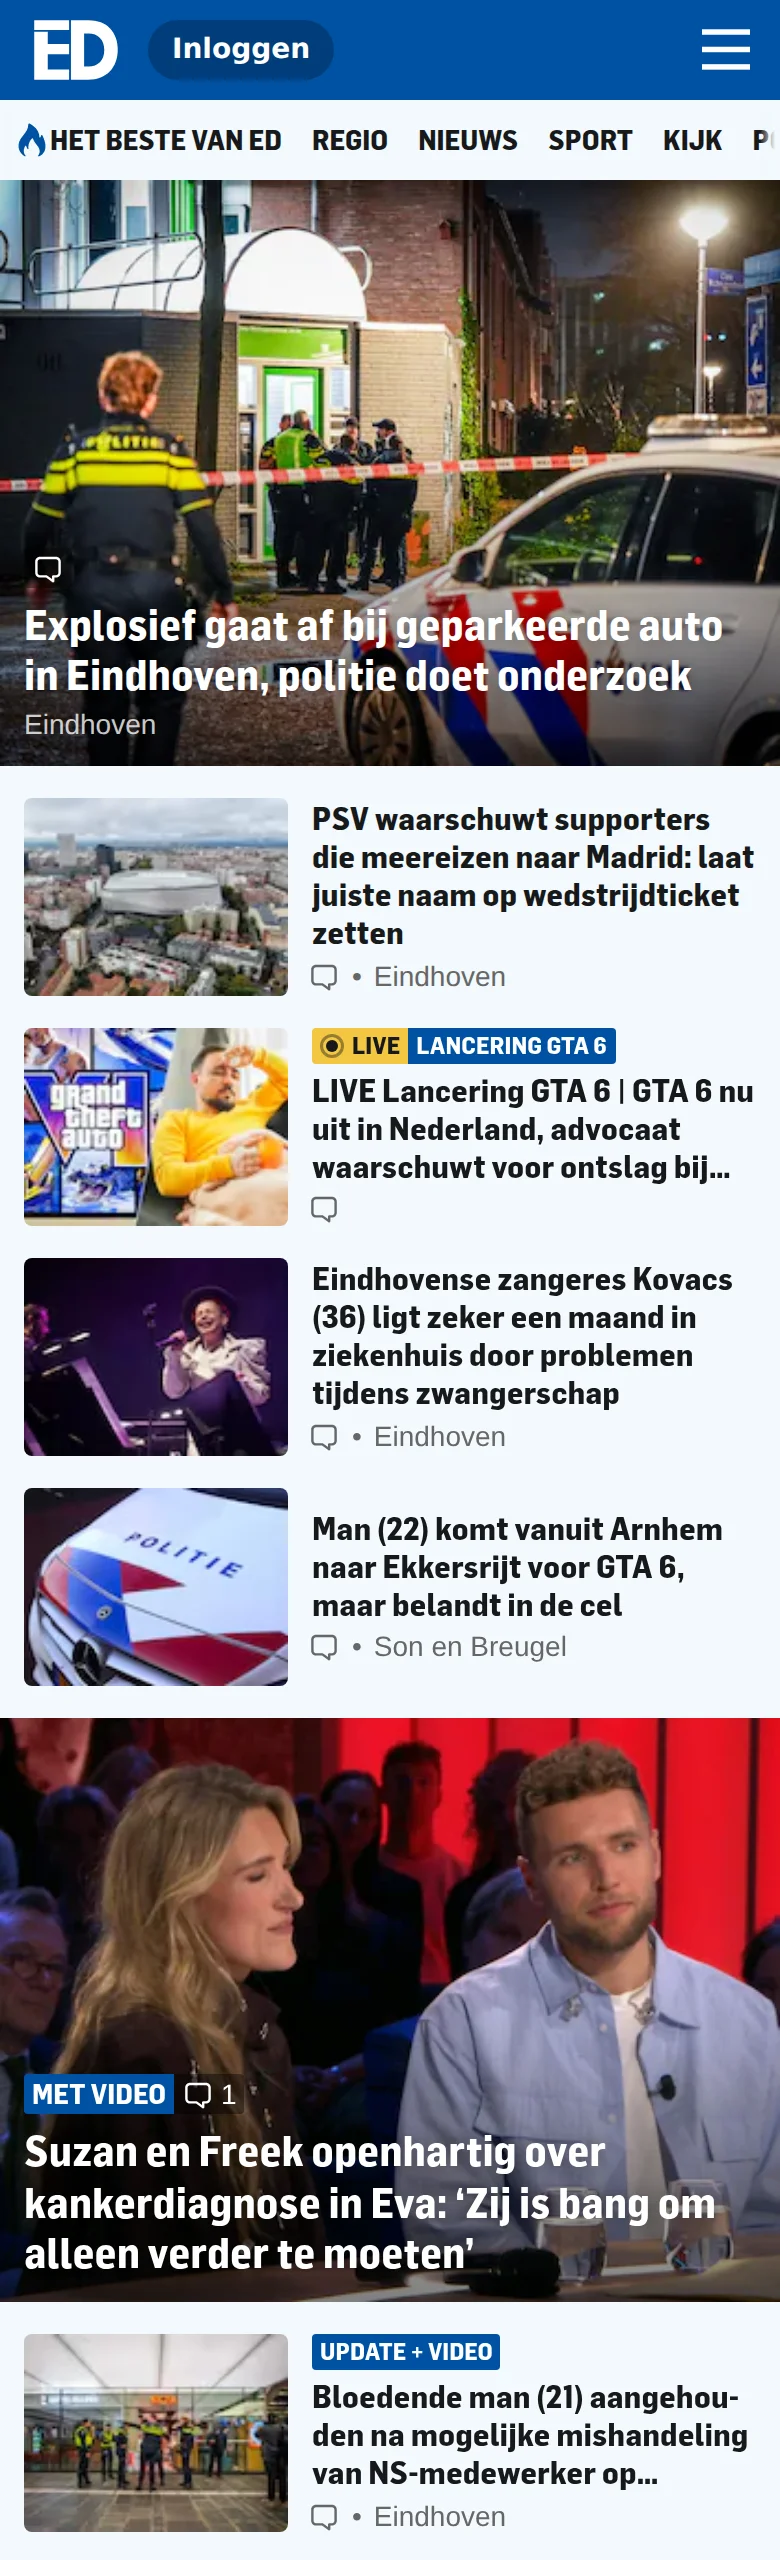 ED Inloggen
HET BESTE VAN ED REGIO NIEUWS SPORT KIJK
POLITIE
Explosief gaat af bij geparkeerde auto
in Eindhoven, politie doet onderzoek
Eindhoven
PSV waarschuwt supporters
die meereizen naar Madrid: laat
juiste naam op wedstrijdticket
zetten
• Eindhoven
grand
theft
auto
LIVE LANCERING GTA 6
LIVE Lancering GTA 6 | GTA 6 nu
uit in Nederland, advocaat
waarschuwt voor ontslag bij...
Eindhovense zangeres Kovacs
(36) ligt zeker een maand in
ziekenhuis door problemen
tijdens zwangerschap
• Eindhoven
POLITIE
Man (22) komt vanuit Arnhem
naar Ekkersrijt voor GTA 6,
maar belandt in de cel
• Son en Breugel
MET VIDEO 1
Suzan en Freek openhartig over
kankerdiagnose in Eva: ‘Zij is bang om
alleen verder te moeten’
UPDATE + VIDEO
Bloedende man (21) aangehou-
den na mogelijke mishandeling
van NS-medewerker op...
• Eindhoven